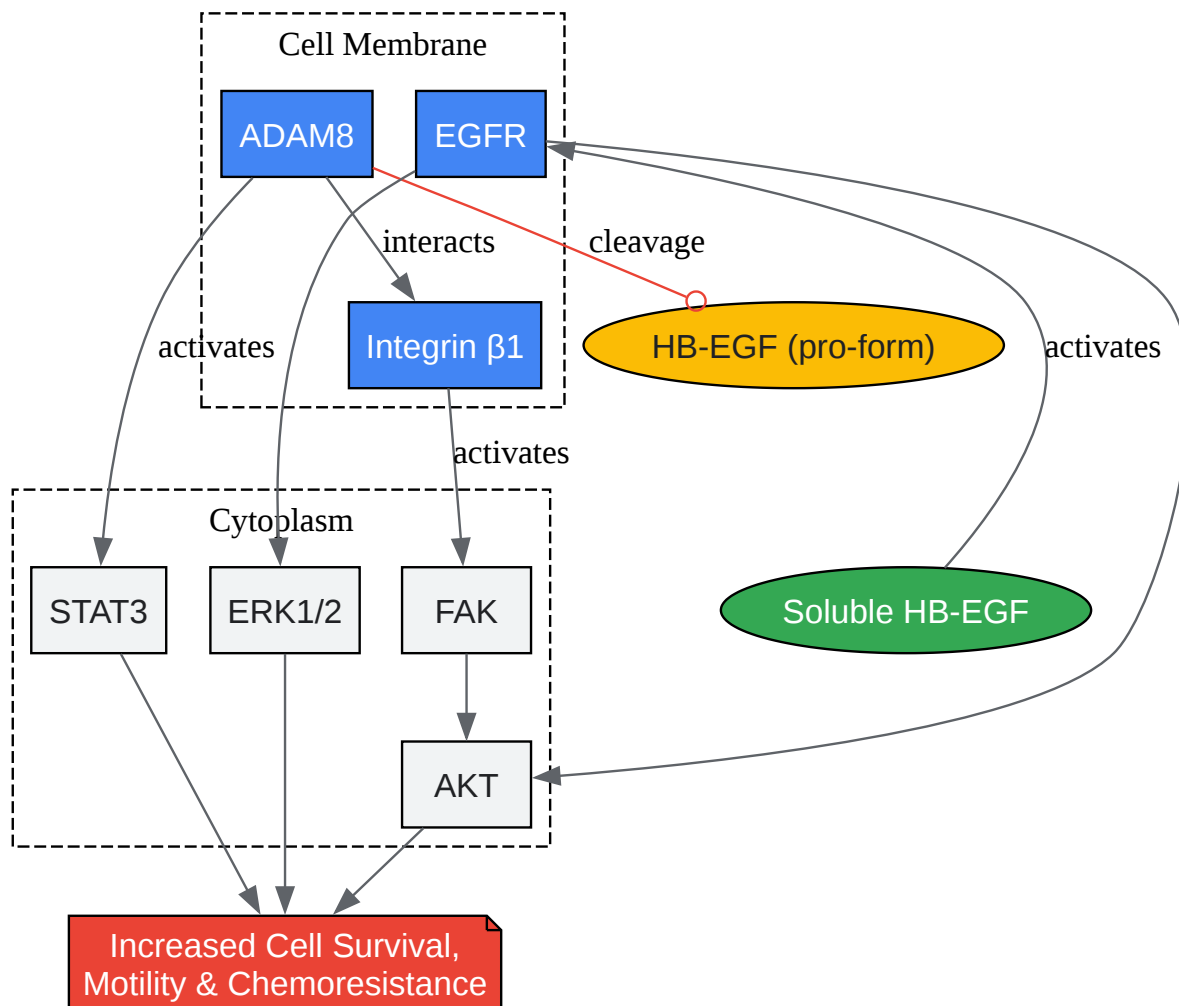 Cell Membrane
ADAM8
EGFR
interacts
cleavage
activates
Integrin β1
HB-EGF (pro-form)
activates
activates
Cytoplasm
STAT3
ERK1/2
FAK
Soluble HB-EGF
AKT
Increased Cell Survival,
Motility & Chemoresistance